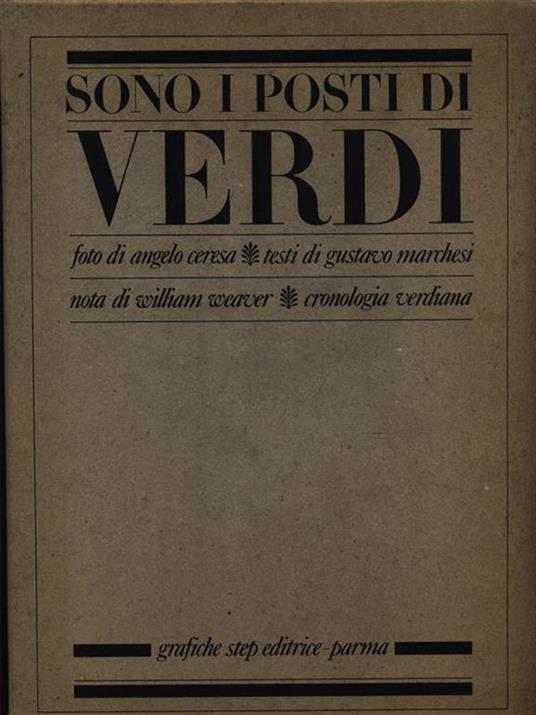 SONO I POSTI DI
VERDI
foto di angelo ceresa testi di gustavo marchesi
nota di william weaver cronologia verdiana
grafiche step editrice-parma